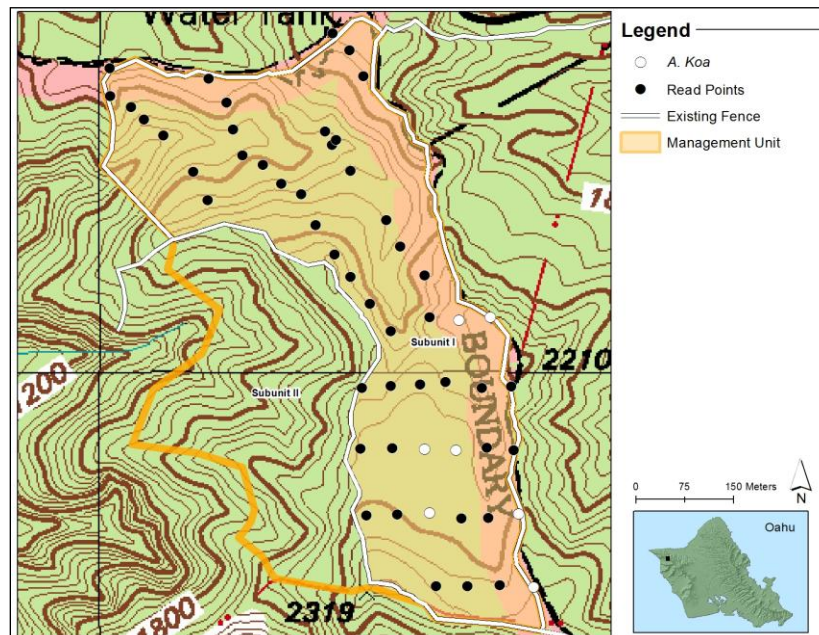 Water Tank
Legend
A. Koa
Read Points
Existing Fence
Management Unit
Subunit I
BOUNDARY
2210
1200
Subunit II
0 75 150 Meters
N
Oahu
2319
1800